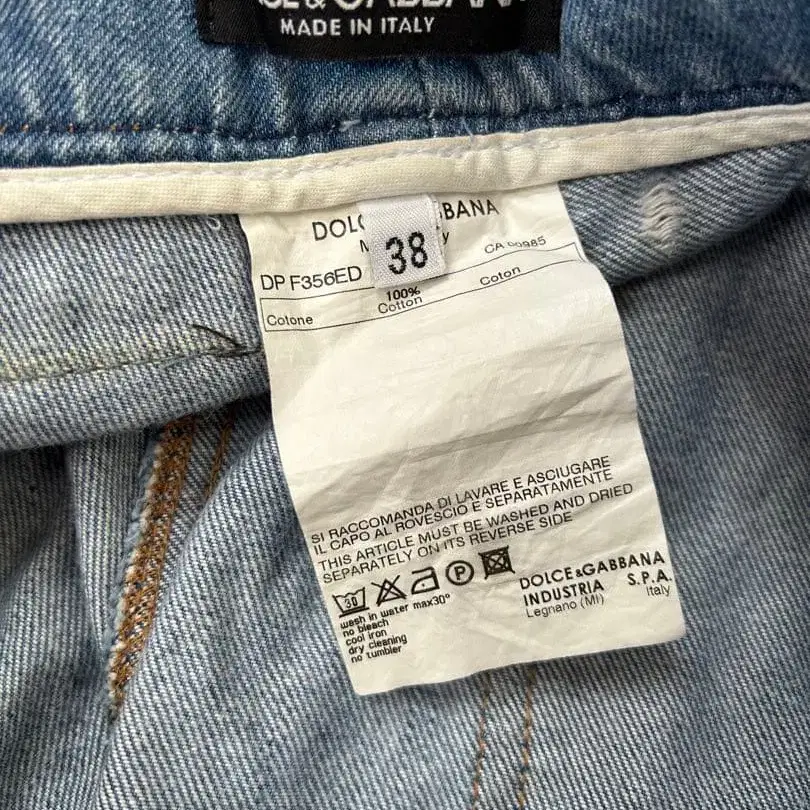 & GABBANA
MADE IN ITALY
38
DP F356ED
CA 00985
100%
Cotone Cotton Coton
SI RACCOMANDA DI LAVARE E ASCIUGARE
IL CAPO AL ROVESCIO E SEPARATAMENTE
THIS ARTICLE MUST BE WASHED AND DRIED
SEPARATELY ON ITS REVERSE SIDE
30 P
wash in water max30°
no bleach
cool iron
dry cleaning
no tumbler
DOLCE&GABBANA
INDUSTRIA S.P.A.
Legnano (MI) Italy